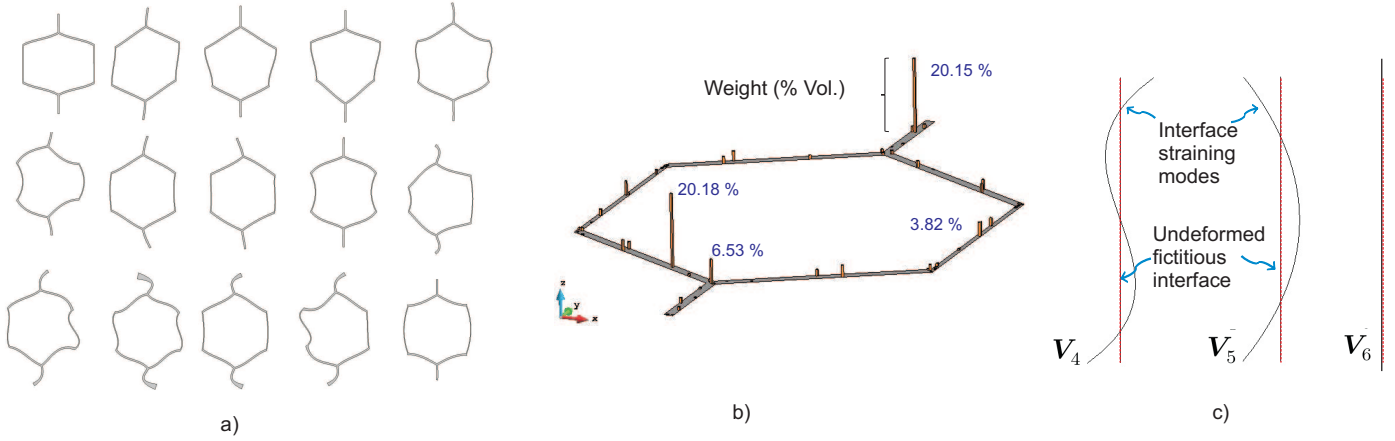 a)
Weight (% Vol.)
20.15 %
20.18 %
6.53 %
3.82 %
z
y
x
b)
Interface
straining
modes
Undeformed
fictitious
interface
V4
V5
V6
c)